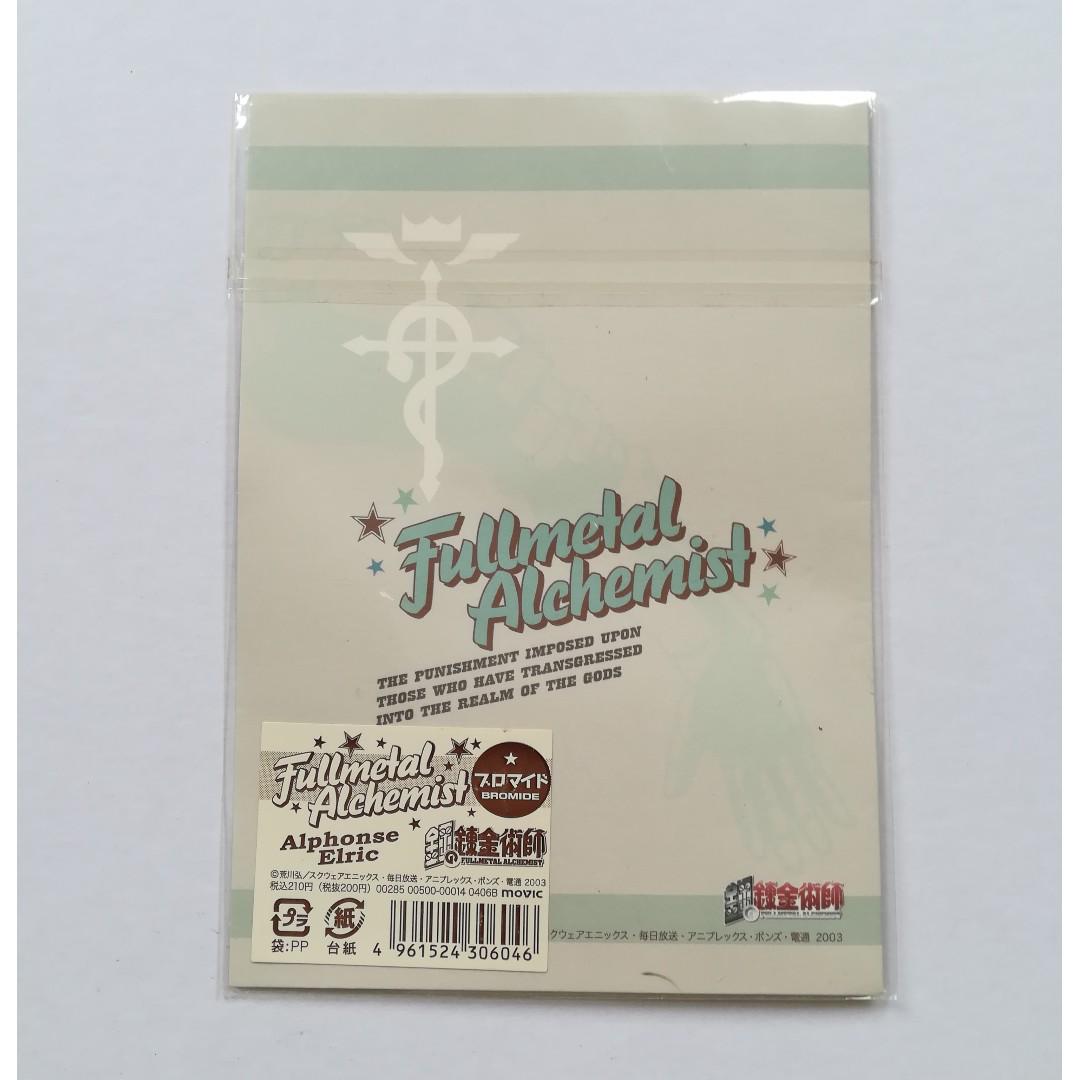 Fullmetal
Alchemist
THE PUNISHMENT IMPOSED UPON
THOSE WHO HAVE TRANSGRESSED
INTO THE REALM OF THE GODS
Fullmetal
Alchemist
ブロマイド
BROMIDE
Alphonse
Elric
鋼の錬金術師
FULLMETAL ALCHEMIST
©荒川弘／スクウェアエニックス・毎日放送・アニプレックス・ボンズ・電通 2003
税込210円（税抜200円）00285 00500-00014 0406B movic
プラ
袋:PP
紙
台紙
4 961524 306046
鋼の錬金術師
FULLMETAL ALCHEMIST
スクウェアエニックス・毎日放送・アニプレックス・ボンズ・電通 2003